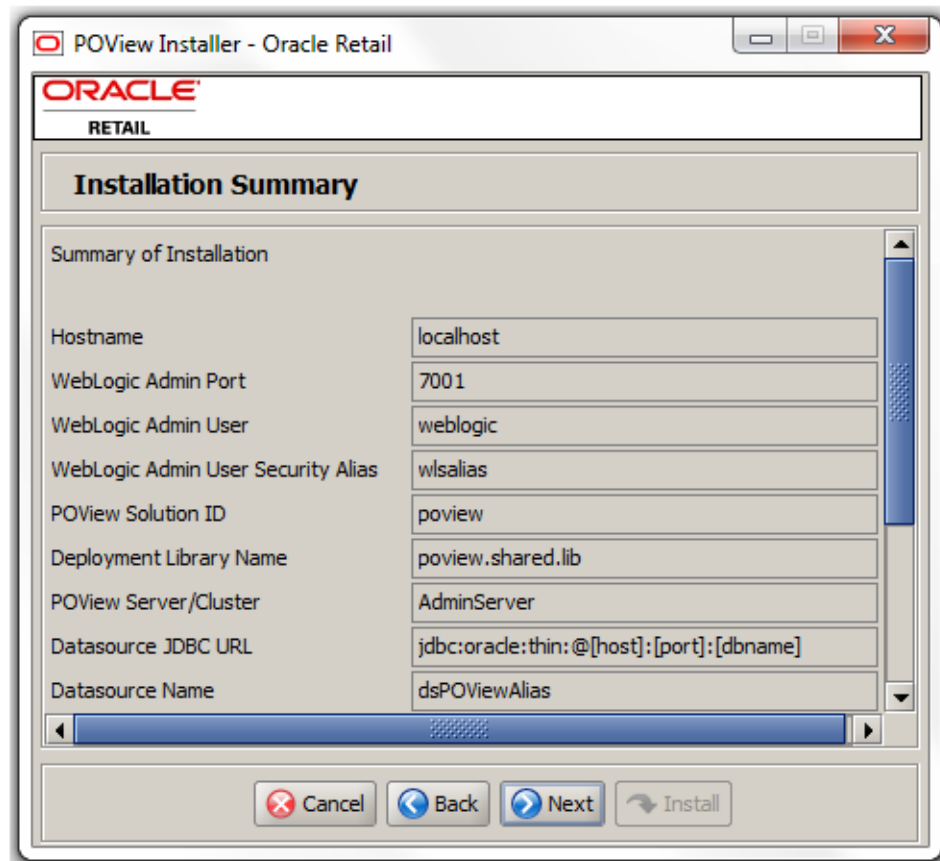 POView Installer - Oracle Retail
ORACLE
RETAIL
Installation Summary
Summary of Installation
Hostname localhost
WebLogic Admin Port 7001
WebLogic Admin User weblogic
WebLogic Admin User Security Alias wlsalias
POView Solution ID poview
Deployment Library Name poview.shared.lib
POView Server/Cluster AdminServer
Datasource JDBC URL jdbc:oracle:thin:@[host]:[port]:[dbname]
Datasource Name dsPOViewAlias
Cancel Back Next Install